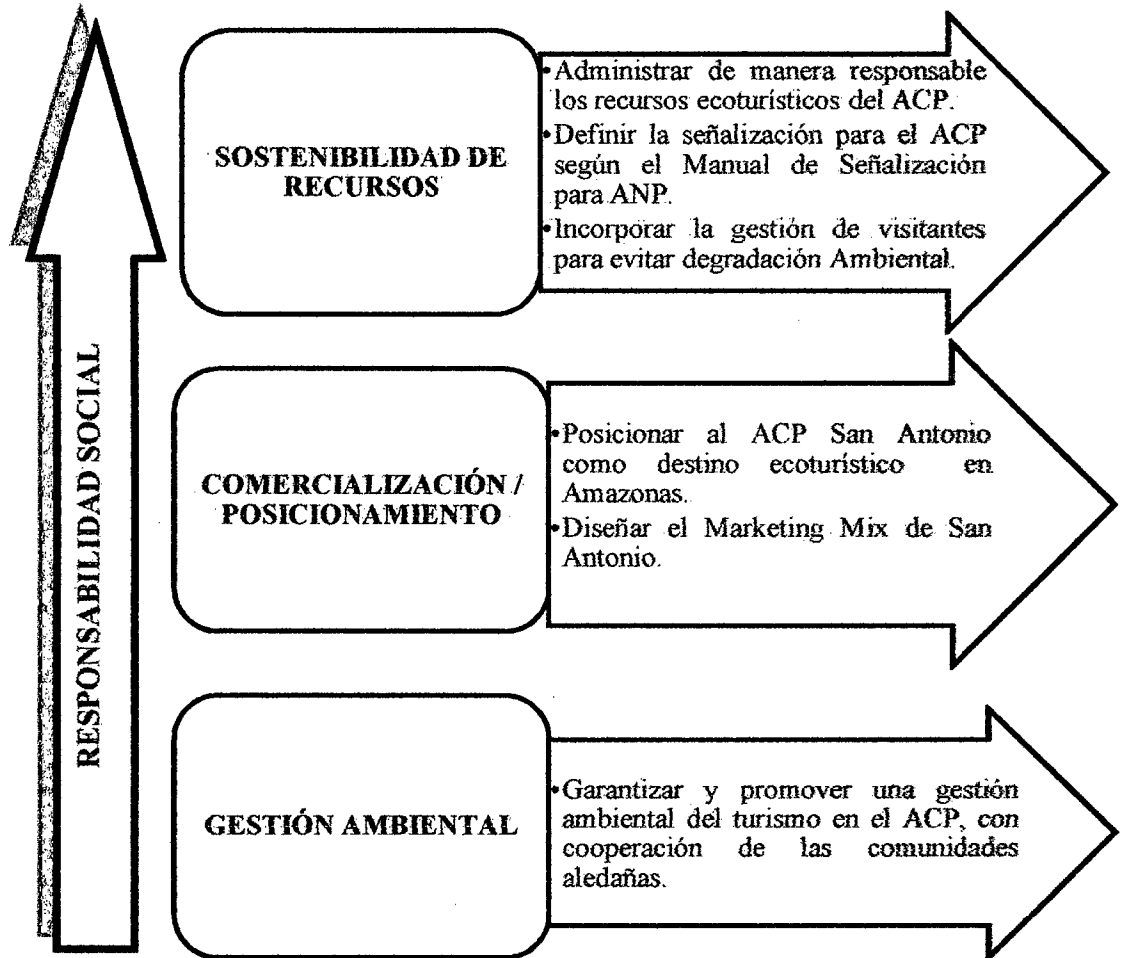 RESPONSABILIDAD SOCIAL
SOSTENIBILIDAD DE
RECURSOS
•Administrar de manera responsable
los recursos ecoturísticos del ACP.
•Definir la señalización para el ACP
según el Manual de Señalización
para ANP.
•Incorporar la gestión de visitantes
para evitar degradación Ambiental.
COMERCIALIZACIÓN /
POSICIONAMIENTO
•Posicionar al ACP San Antonio
como destino ecoturístico en
Amazonas.
•Diseñar el Marketing Mix de San
Antonio.
GESTIÓN AMBIENTAL
•Garantizar y promover una gestión
ambiental del turismo en el ACP, con
cooperación de las comunidades
aledañas.